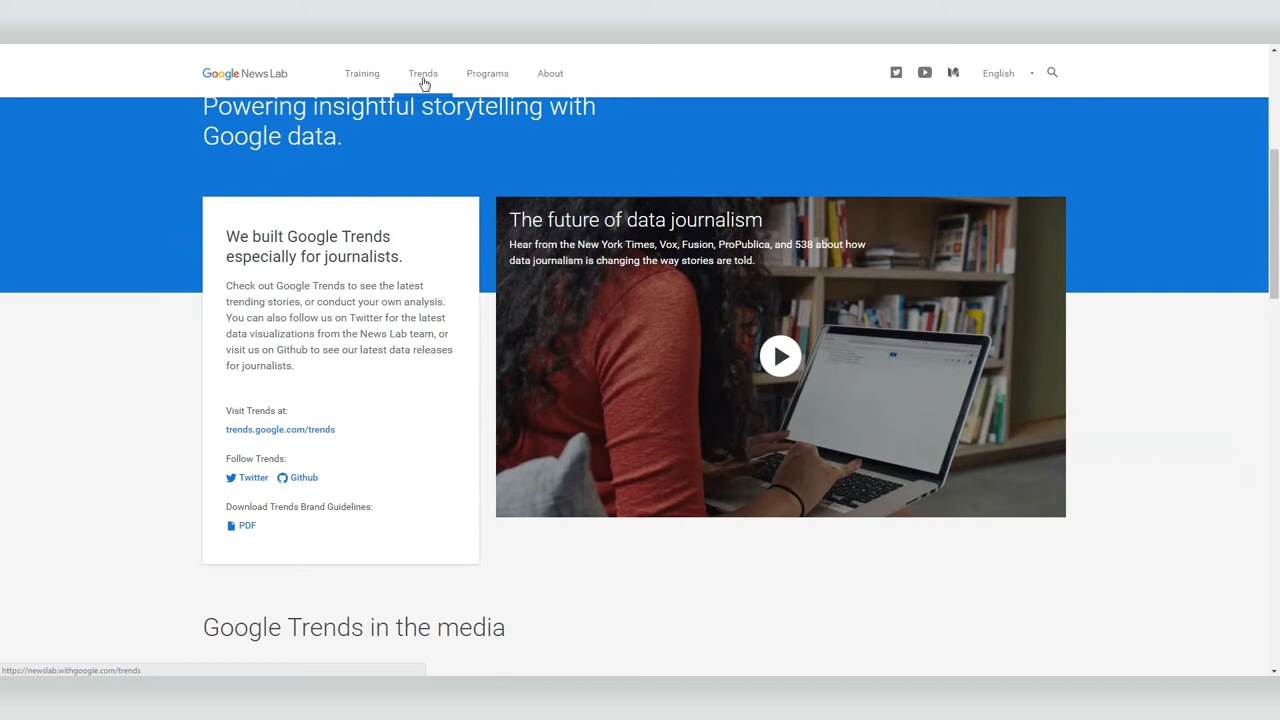 Google News Lab
Training
Trends
Programs
About
English
Powering insightful storytelling with
Google data.
We built Google Trends
especially for journalists.
Check out Google Trends to see the latest
trending stories, or conduct your own analysis.
You can also follow us on Twitter for the latest
data visualizations from the News Lab team, or
visit us on Github to see our latest data releases
for journalists.
Visit Trends at:
trends.google.com/trends
Follow Trends:
Twitter
Github
Download Trends Brand Guidelines:
PDF
The future of data journalism
Hear from the New York Times, Vox, Fusion, ProPublica, and 538 about how
data journalism is changing the way stories are told.
Google Trends in the media
https://newslab.withgoogle.com/trends